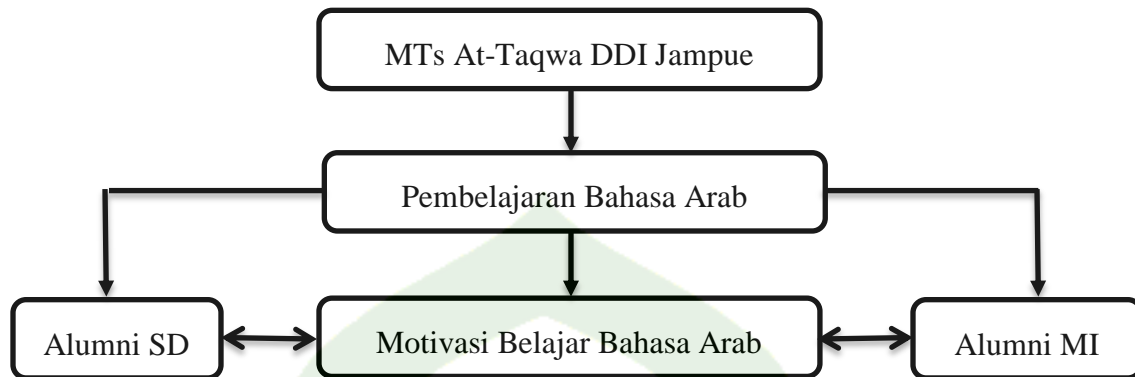 MTs At-Taqwa DDI Jampue
Pembelajaran Bahasa Arab
Alumni SD
Motivasi Belajar Bahasa Arab
Alumni MI